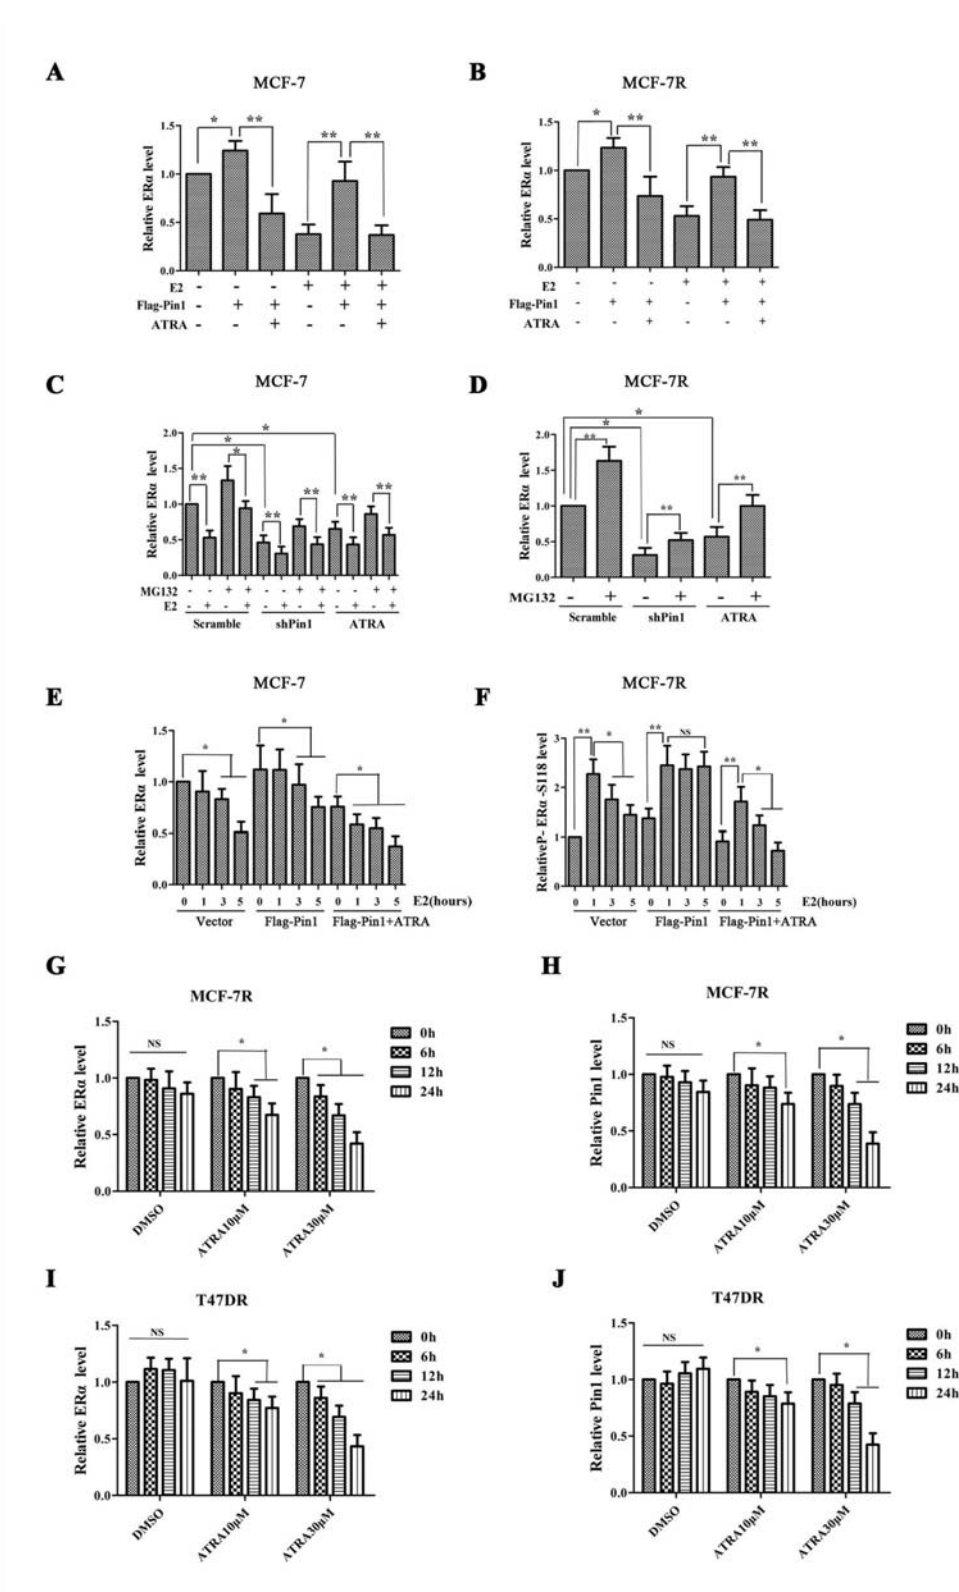 A
MCF-7
* ** ** **
Relative ERα level
1.5
1.0
0.5
0.0
E2 - - - + + +
Flag-Pin1 - + + - + +
ATRA - - + - - +
B
MCF-7R
* ** ** **
Relative ERα level
1.5
1.0
0.5
0.0
E2 - - - + + +
Flag-Pin1 - + + - + +
ATRA - - + - - +
C
MCF-7
*
*
** * ** ** ** **
Relative ERα level
2.0
1.5
1.0
0.5
0.0
MG132 - - + + - - + + - - + +
E2 - + - + - + - + - + - +
Scramble shPin1 ATRA
D
MCF-7R
*
*
** ** **
Relative ERα level
2.0
1.5
1.0
0.5
0.0
MG132 - + - + - +
Scramble shPin1 ATRA
E
MCF-7
* * *
Relative ERα level
1.5
1.0
0.5
0.0
0 1 3 5 0 1 3 5 0 1 3 5 E2(hours)
Vector Flag-Pin1 Flag-Pin1+ATRA
F
MCF-7R
** * ** NS ** *
RelativeP- ERα -S118 level
3
2
1
0
0 1 3 5 0 1 3 5 0 1 3 5 E2(hours)
Vector Flag-Pin1 Flag-Pin1+ATRA
G
MCF-7R
NS * *
Relative ERα level
1.5
1.0
0.5
0.0
DMSO ATRA10μM ATRA30μM
0h
6h
12h
24h
H
MCF-7R
NS * *
Relative Pin1 level
1.5
1.0
0.5
0.0
DMSO ATRA10μM ATRA30μM
0h
6h
12h
24h
I
T47DR
NS * *
Relative ERα level
1.5
1.0
0.5
0.0
DMSO ATRA10μM ATRA30μM
0h
6h
12h
24h
J
T47DR
NS * *
Relative Pin1 level
1.5
1.0
0.5
0.0
DMSO ATRA10μM ATRA30μM
0h
6h
12h
24h